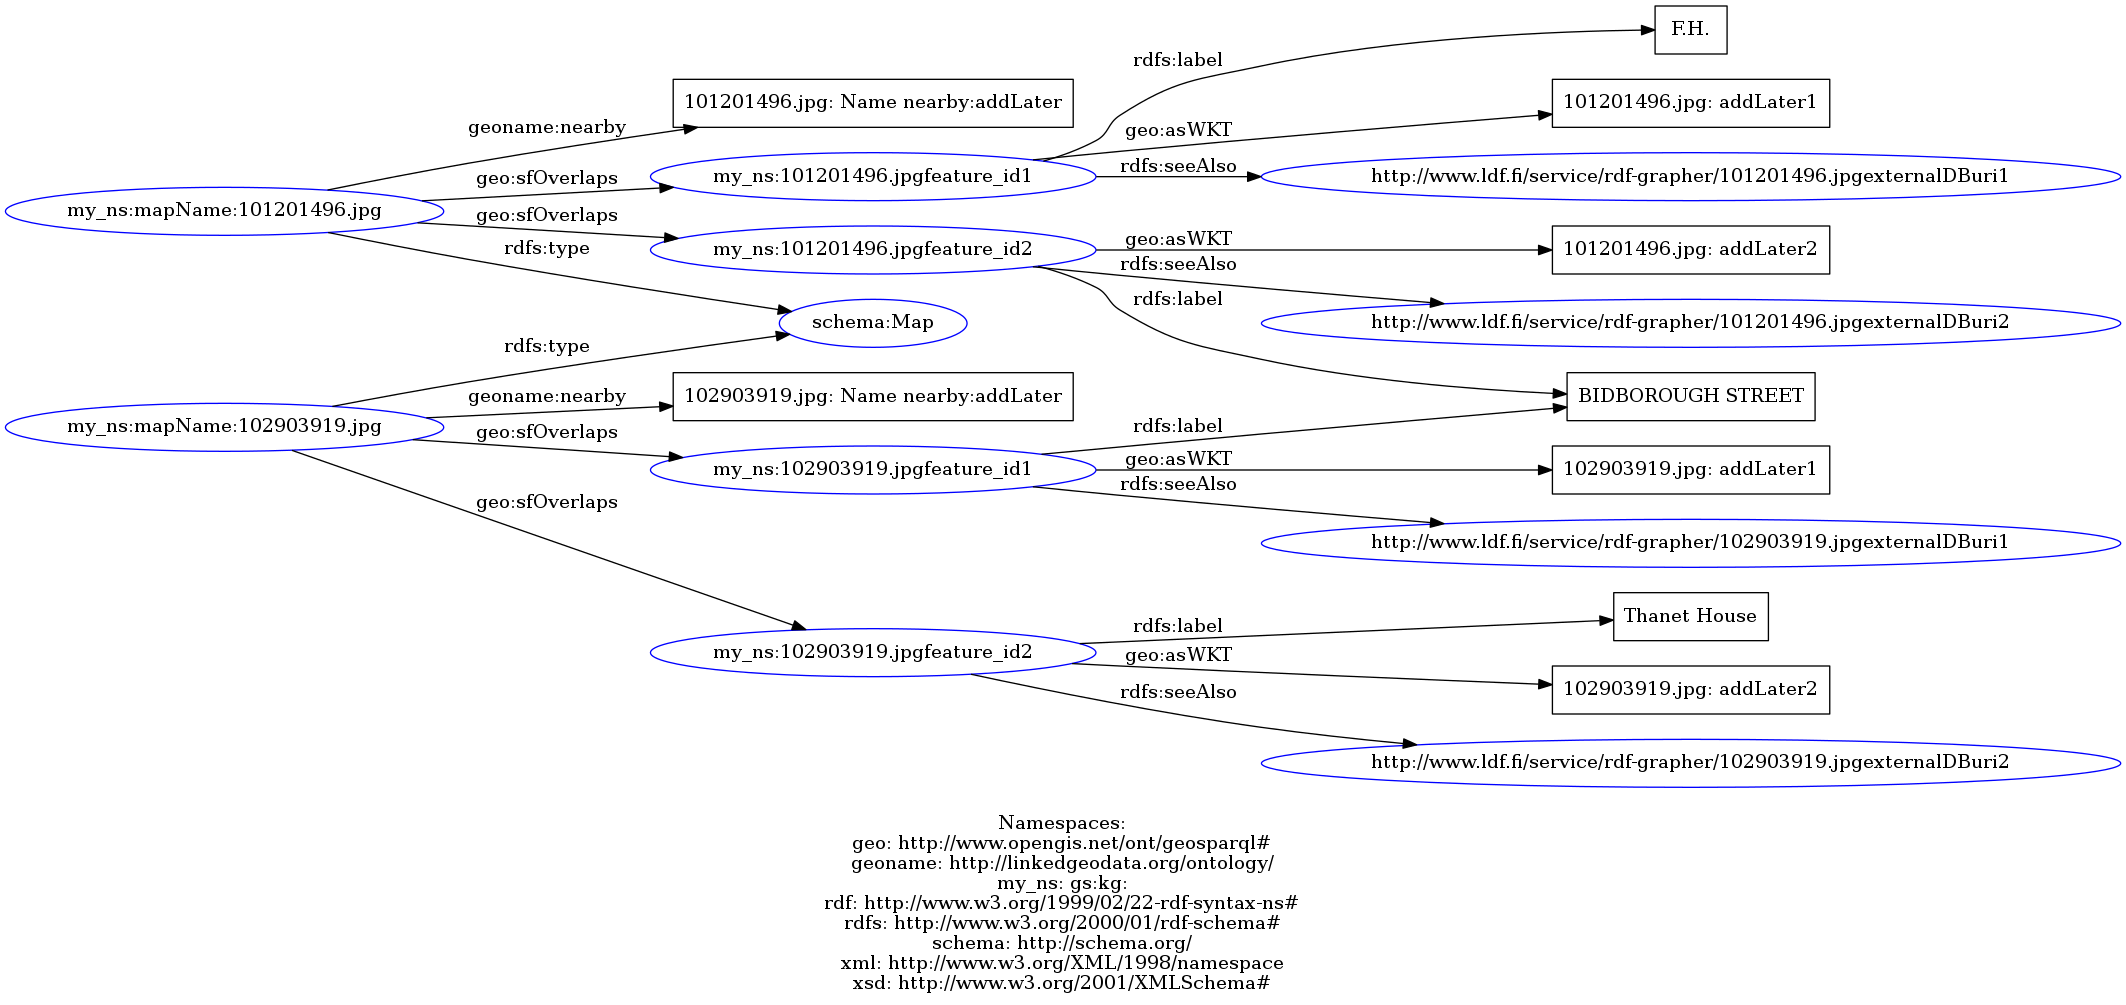 F.H.
rdfs:label
101201496.jpg: Name nearby:addLater
101201496.jpg: addLater1
geoname:nearby
geo:asWKT
rdfs:seeAlso
geo:sfOverlaps
my_ns:101201496.jpgfeature_id1
http://www.ldf.fi/service/rdf-grapher/101201496.jpgexternalDBuri1
my_ns:mapName:101201496.jpg
geo:sfOverlaps
geo:asWKT
rdfs:type
my_ns:101201496.jpgfeature_id2
101201496.jpg: addLater2
rdfs:seeAlso
rdfs:label
schema:Map
http://www.ldf.fi/service/rdf-grapher/101201496.jpgexternalDBuri2
rdfs:type
geoname:nearby
102903919.jpg: Name nearby:addLater
BIDBOROUGH STREET
my_ns:mapName:102903919.jpg
geo:sfOverlaps
rdfs:label
geo:asWKT
my_ns:102903919.jpgfeature_id1
102903919.jpg: addLater1
rdfs:seeAlso
geo:sfOverlaps
http://www.ldf.fi/service/rdf-grapher/102903919.jpgexternalDBuri1
rdfs:label
Thanet House
my_ns:102903919.jpgfeature_id2
geo:asWKT
102903919.jpg: addLater2
rdfs:seeAlso
http://www.ldf.fi/service/rdf-grapher/102903919.jpgexternalDBuri2
Namespaces:
geo: http://www.opengis.net/ont/geosparql#
geoname: http://linkedgeodata.org/ontology/
my_ns: gs:kg:
rdf: http://www.w3.org/1999/02/22-rdf-syntax-ns#
rdfs: http://www.w3.org/2000/01/rdf-schema#
schema: http://schema.org/
xml: http://www.w3.org/XML/1998/namespace
xsd: http://www.w3.org/2001/XMLSchema#